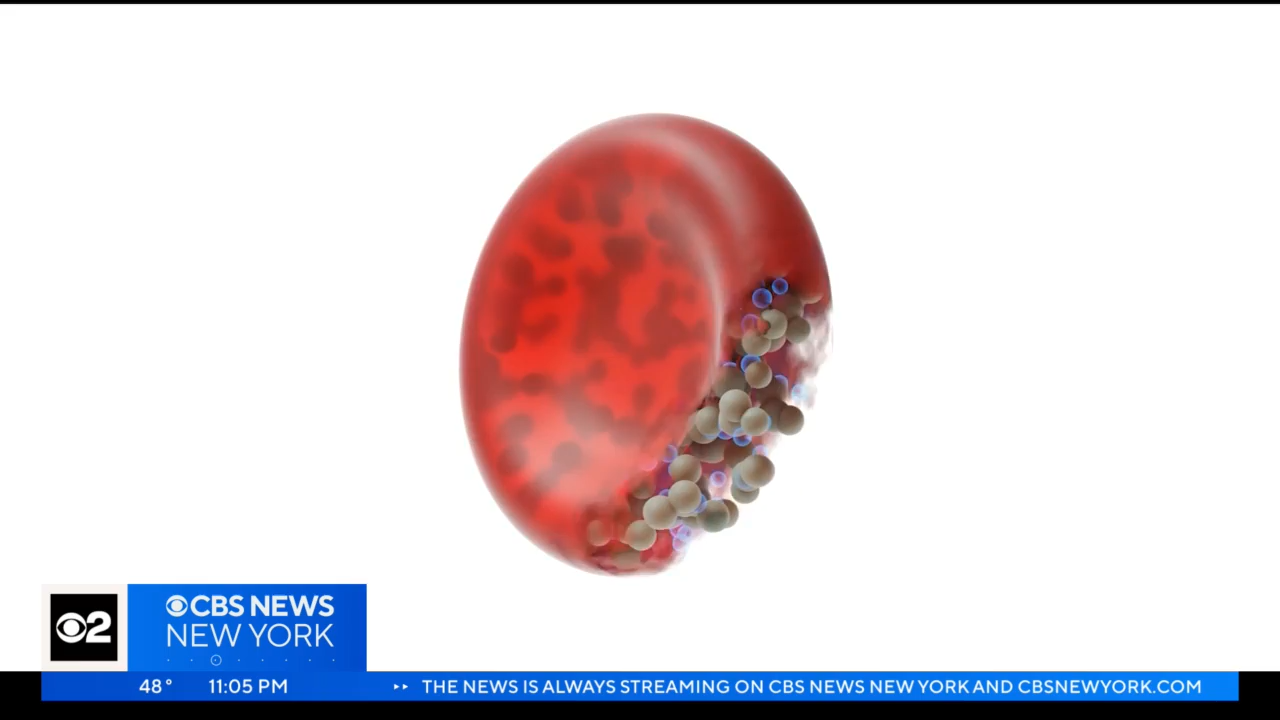 2
CBS NEWS
NEW YORK
48° 11:05 PM THE NEWS IS ALWAYS STREAMING ON CBS NEWS NEW YORK AND CBSNEWYORK.COM